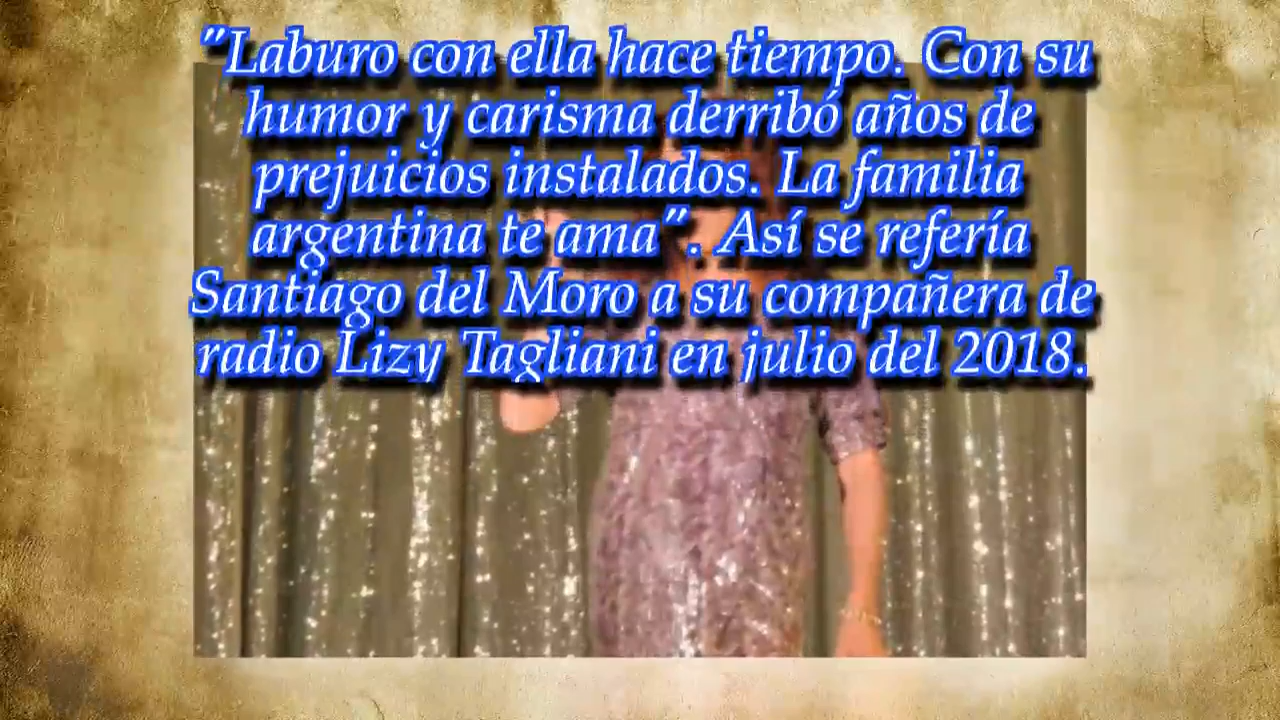 "Laburo con ella hace tiempo. Con su
humor y carisma derribó años de
prejuicios instalados. La familia
argentina te ama". Así se refería
Santiago del Moro a su compañera de
radio Lizy Tagliani en julio del 2018.